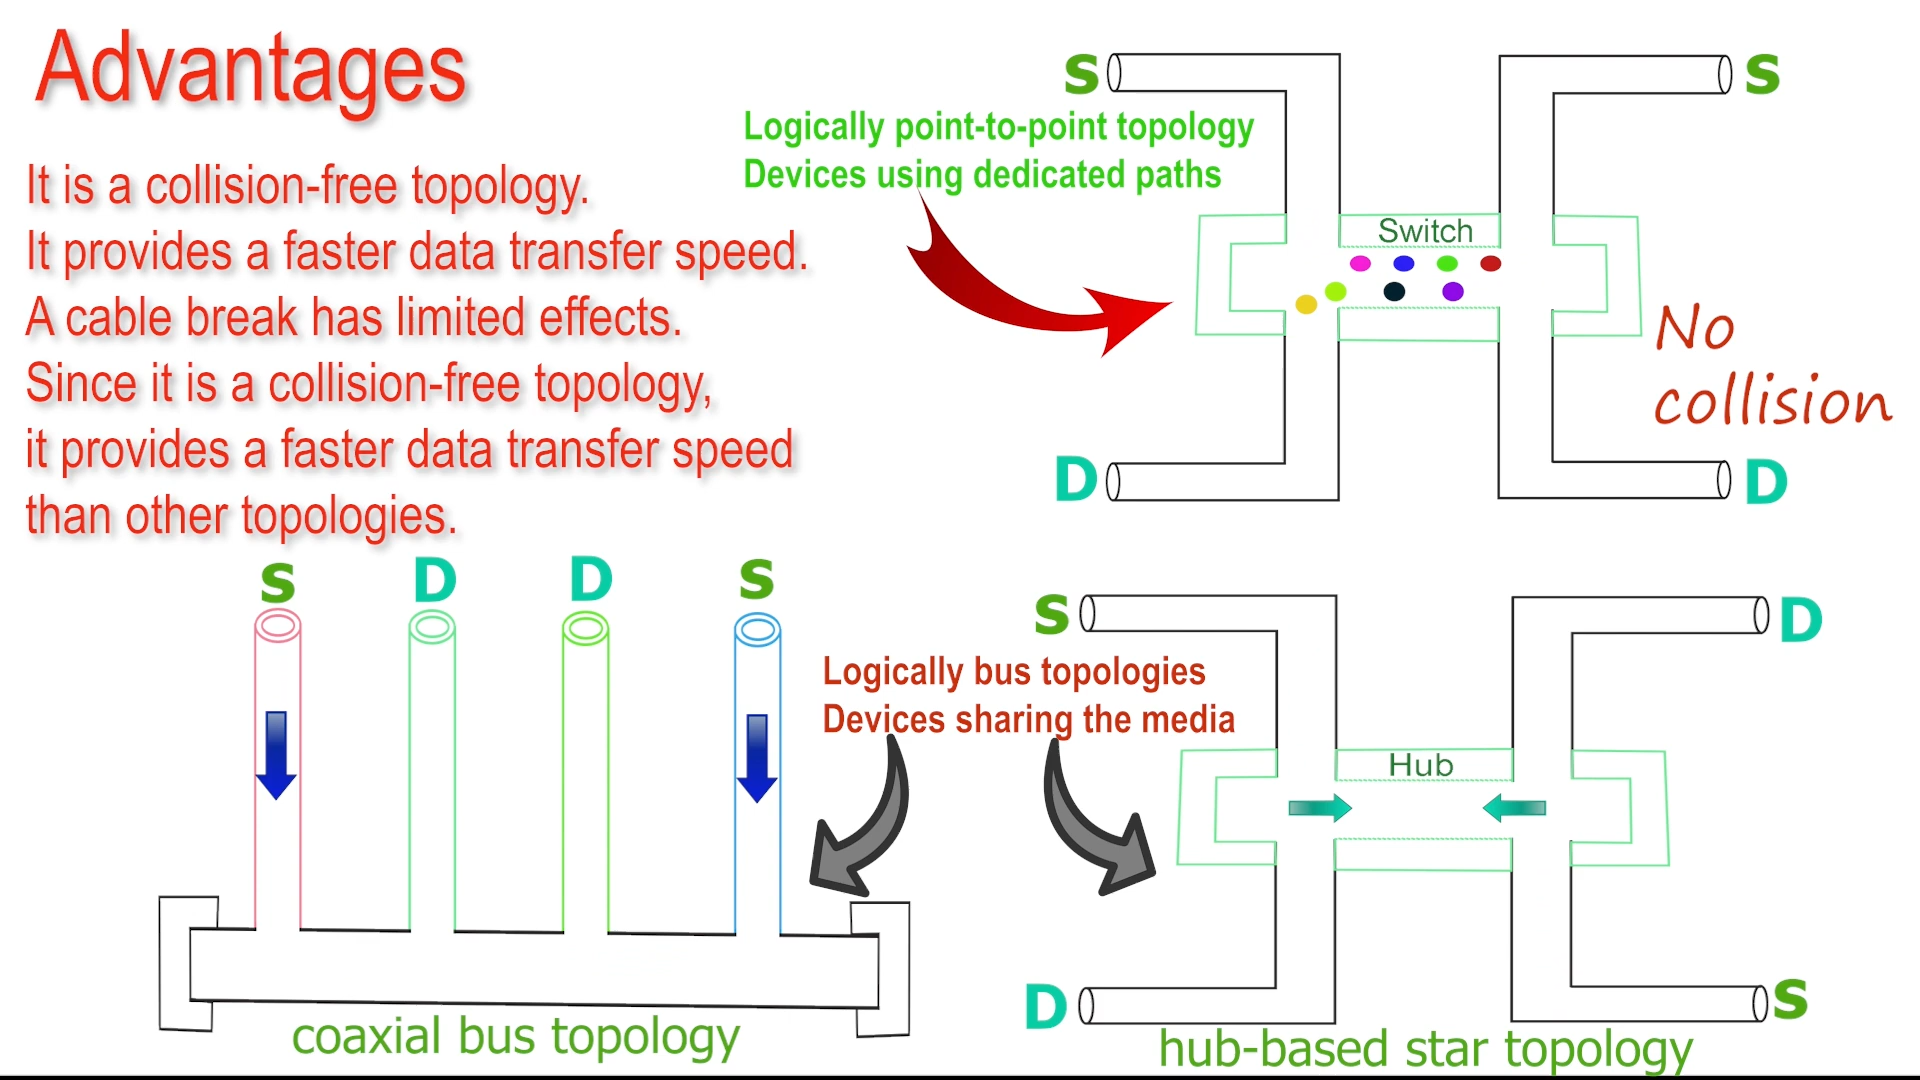 Advantages
It is a collision-free topology.
It provides a faster data transfer speed.
A cable break has limited effects.
Since it is a collision-free topology,
it provides a faster data transfer speed
than other topologies.
S
S
Logically point-to-point topology
Devices using dedicated paths
Switch
No
collision
D
D
S
D
D
S
coaxial bus topology
Logically bus topologies
Devices sharing the media
S
D
Hub
D
S
hub-based star topology